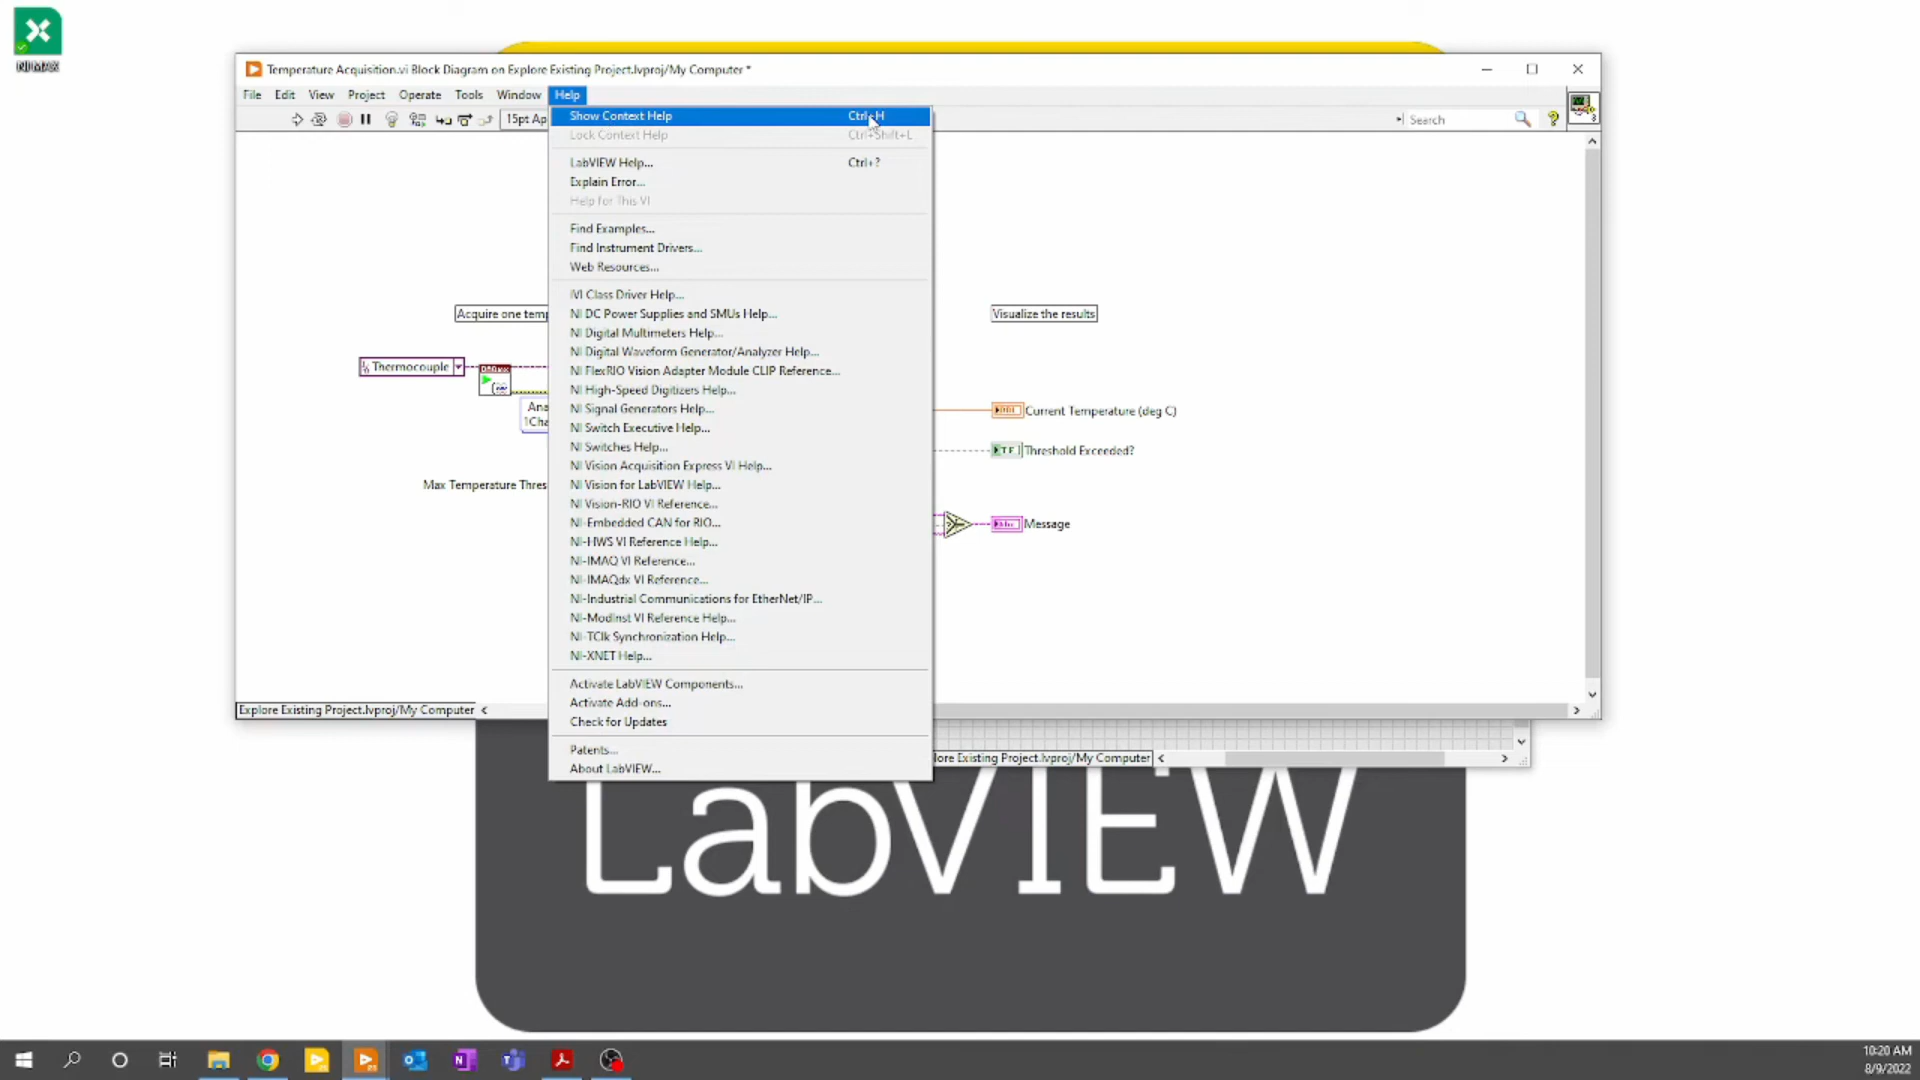 NI MAX
Temperature Acquisition.vi Block Diagram on Explore Existing Project.lvproj/My Computer *
File Edit View Project Operate Tools Window Help
15pt Ap
Search
Show Context Help Ctrl+H
Lock Context Help Ctrl+Shift+L
LabVIEW Help... Ctrl+?
Explain Error...
Help for This VI
Find Examples...
Find Instrument Drivers...
Web Resources...
IVI Class Driver Help...
NI DC Power Supplies and SMUs Help...
NI Digital Multimeters Help...
NI Digital Waveform Generator/Analyzer Help...
NI FlexRIO Vision Adapter Module CLIP Reference...
NI High-Speed Digitizers Help...
NI Signal Generators Help...
NI Switch Executive Help...
NI Switches Help...
NI Vision Acquisition Express VI Help...
NI Vision for LabVIEW Help...
NI Vision-RIO VI Reference...
NI-Embedded CAN for RIO...
NI-HWS VI Reference Help...
NI-IMAQ VI Reference...
NI-IMAQdx VI Reference...
NI-Industrial Communications for EtherNet/IP...
NI-ModInst VI Reference Help...
NI-TClk Synchronization Help...
NI-XNET Help...
Activate LabVIEW Components...
Activate Add-ons...
Check for Updates
Patents...
About LabVIEW...
Acquire one temp
Thermocouple
Ana
1Cha
Max Temperature Thres
Visualize the results
Current Temperature (deg C)
TF
Threshold Exceeded?
Message
Explore Existing Project.lvproj/My Computer
lore Existing Project.lvproj/My Computer
LabVIEW
10:20 AM
8/9/2022